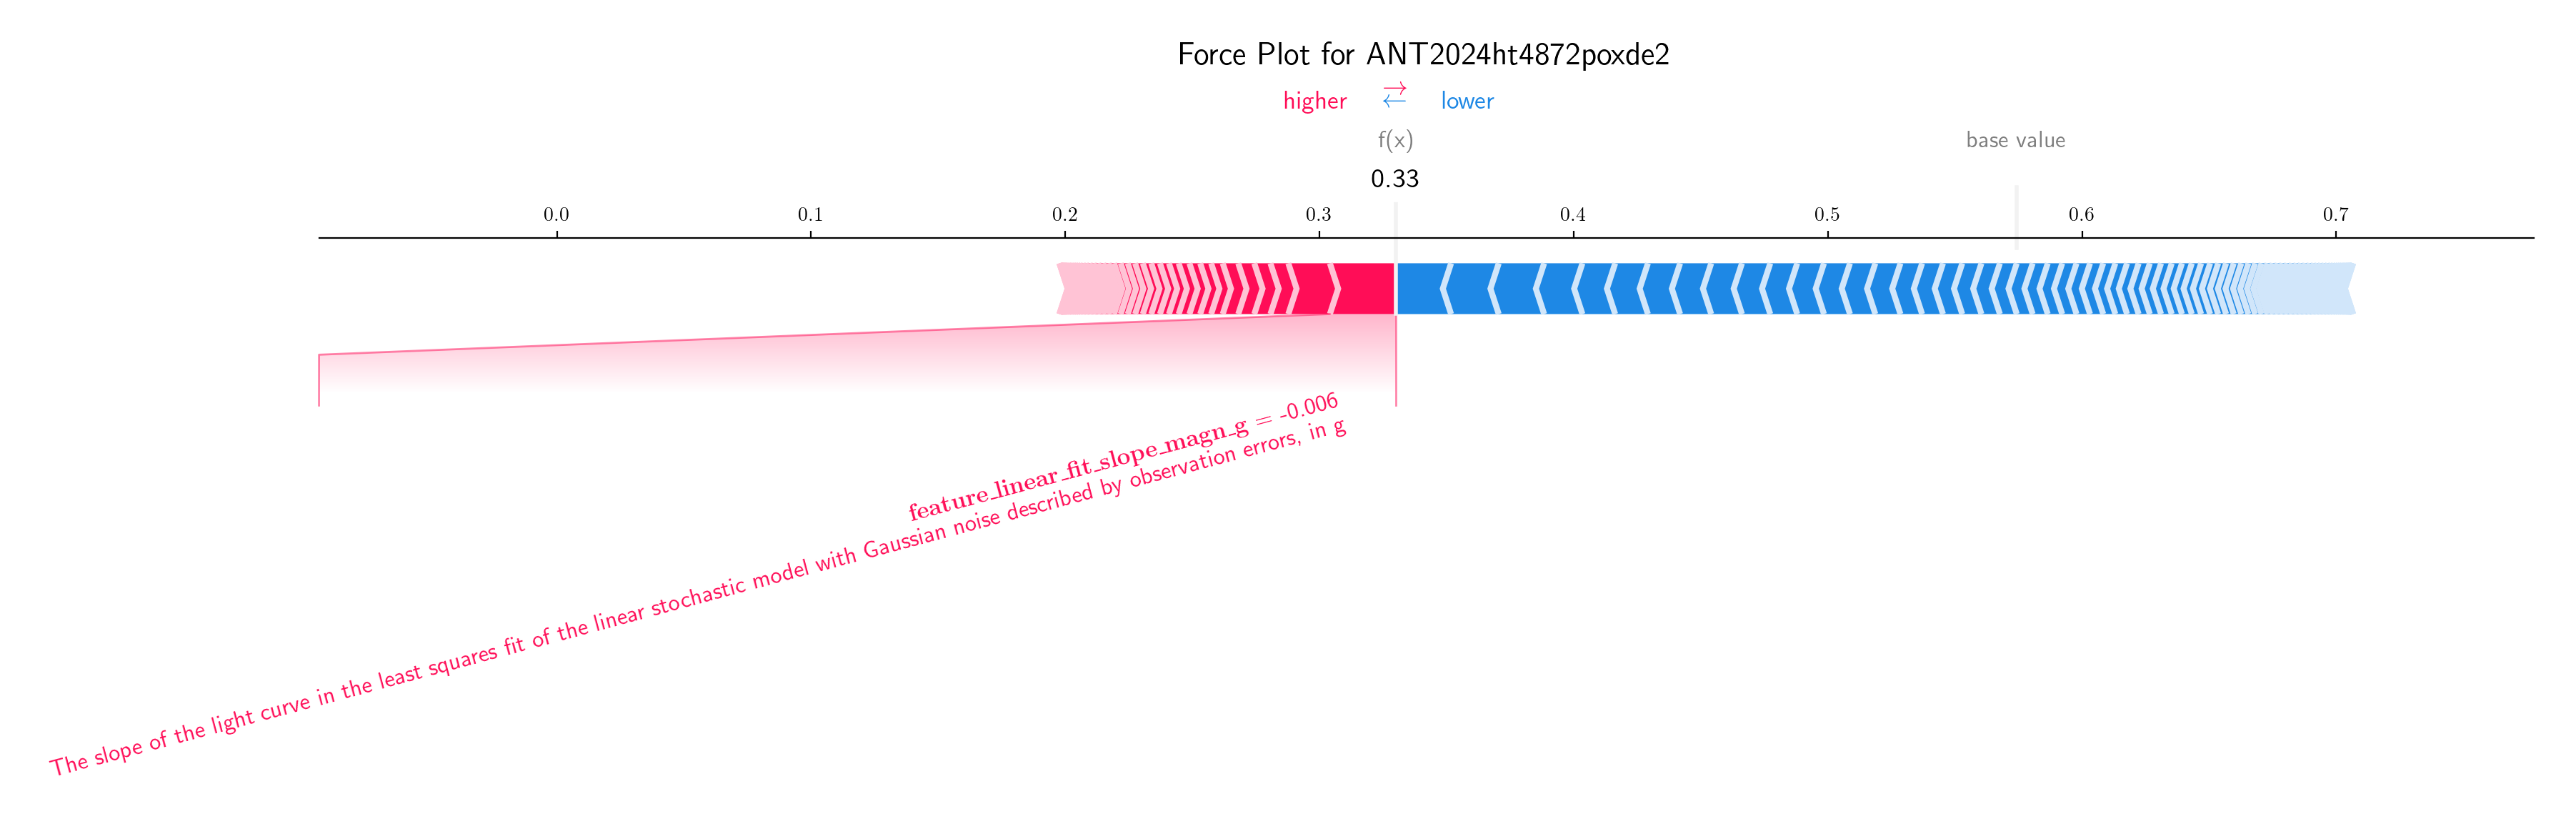 Force Plot for ANT2024ht4872poxde2
higher → ← lower
f(x) base value
0.33
0.0 0.1 0.2 0.3 0.4 0.5 0.6 0.7
feature_linear_fit_slope_magn_g = -0.006
The slope of the light curve in the least squares fit of the linear stochastic model with Gaussian noise described by observation errors, in g